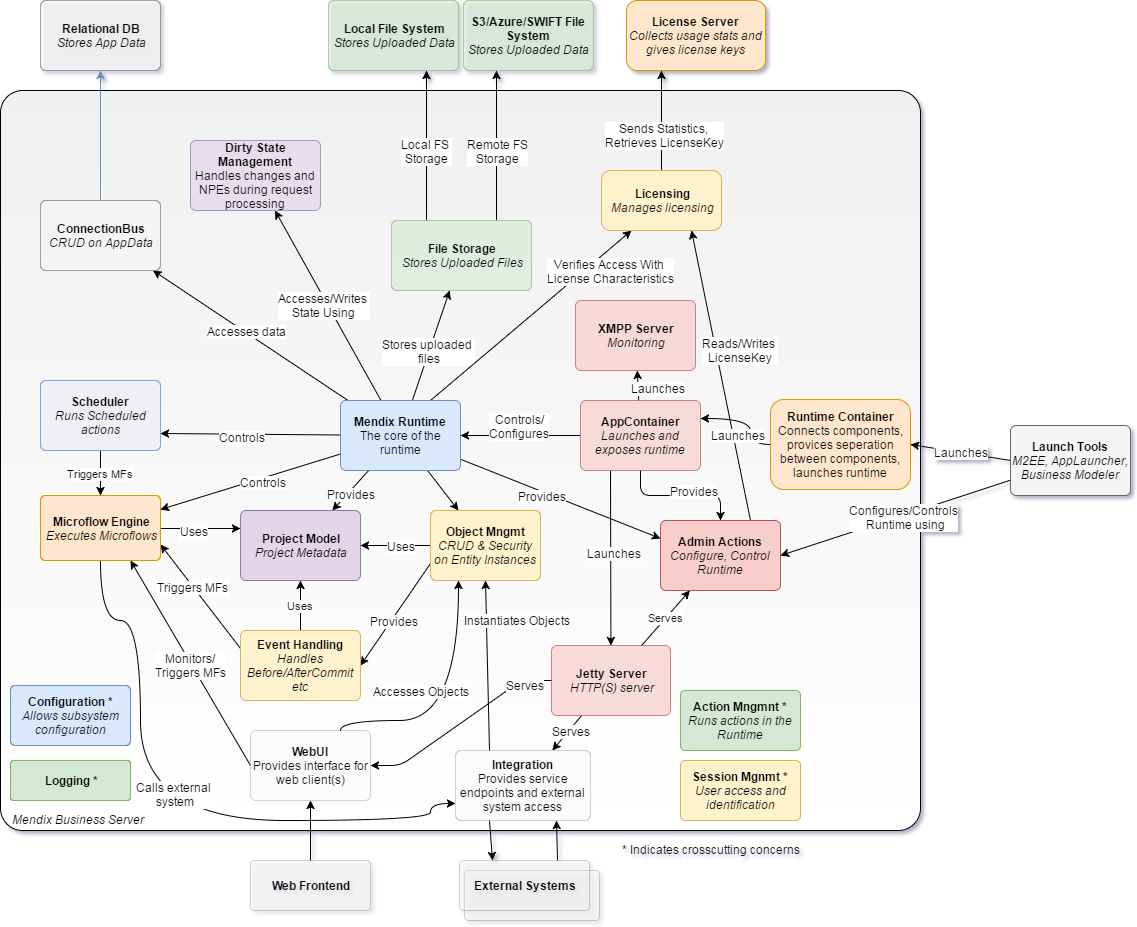 Relational DB
Stores App Data
Local File System
Stores Uploaded Data
S3/Azure/SWIFT File
System
Stores Uploaded Data
License Server
Collects usage stats and
gives license keys
Sends Statistics,
Retrieves LicenseKey
Local FS
Storage
Remote FS
Storage
Dirty State
Management
Handles changes and
NPEs during request
processing
Licensing
Manages licensing
ConnectionBus
CRUD on AppData
File Storage
Stores Uploaded Files
Verifies Access With
License Characteristics
Accesses/Writes
State Using
Accesses data
Stores uploaded
files
XMPP Server
Monitoring
Reads/Writes
LicenseKey
Launches
Scheduler
Runs Scheduled
actions
Controls
Mendix Runtime
The core of the
runtime
Controls/
Configures
AppContainer
Launches and
exposes runtime
Launches
Runtime Container
Connects components,
provides seperation
between components,
launches runtime
Launches
Launch Tools
M2EE, AppLauncher,
Business Modeler
Triggers MFs
Controls
Provides
Provides
Provides
Configures/Controls
Runtime using
Microflow Engine
Executes Microflows
Uses
Project Model
Project Metadata
Uses
Object Mngmt
CRUD & Security
on Entity Instances
Launches
Admin Actions
Configure, Control
Runtime
Triggers MFs
Uses
Provides
Instantiates Objects
Serves
Event Handling
Handles
Before/AfterCommit
etc
Monitors/
Triggers MFs
Accesses Objects
Serves
Jetty Server
HTTP(S) server
Configuration *
Allows subsystem
configuration
Action Mngmnt *
Runs actions in the
Runtime
Serves
WebUI
Provides interface for
web client(s)
Integration
Provides service
endpoints and external
system access
Session Mgnmt *
User access and
identification
Logging *
Calls external
system
Mendix Business Server
* Indicates crosscutting concerns
Web Frontend
External Systems